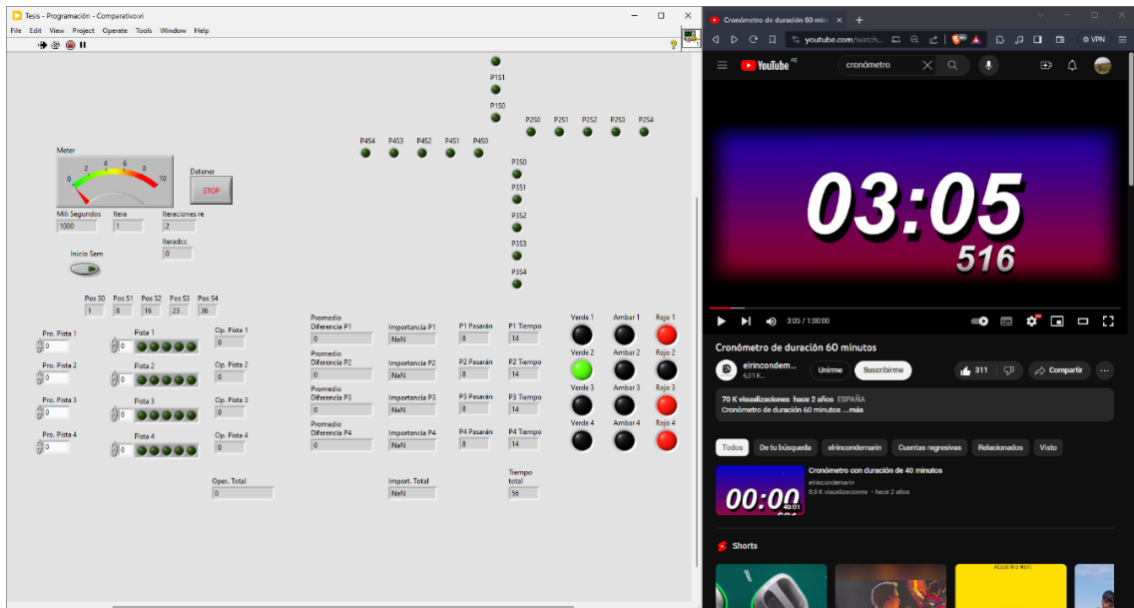 Tesis - Programación - Comparativo.vi
File Edit View Project Operate Tools Window Help
P1S1
P1S0
P2S0 P2S1 P2S2 P2S3 P2S4
P4S4 P4S3 P4S2 P4S1 P4S0
P3S0
P3S1
P3S2
P3S3
P3S4
Meter
0 2 4 6 8 10
Detener
STOP
Mili Segundos Itera Iteraciones re
1000 1 2
Iteradcc
0
Inicio Sem
Pos S0 Pos S1 Pos S2 Pos S3 Pos S4
1 8 16 23 36
Pro. Pista 1 Pista 1 Op. Pista 1
0 0 0
Pro. Pista 2 Pista 2 Op. Pista 2
0 0 0
Pro. Pista 3 Pista 3 Op. Pista 3
0 0 0
Pro. Pista 4 Pista 4 Op. Pista 4
0 0 0
Oper. Total
0
Promedio
Diferencia P1 Importancia P1 P1 Pasarán P1 Tiempo
0 NaN 8 14
Promedio
Diferencia P2 Importancia P2 P2 Pasarán P2 Tiempo
0 NaN 8 14
Promedio
Diferencia P3 Importancia P3 P3 Pasarán P3 Tiempo
0 NaN 8 14
Promedio
Diferencia P4 Importancia P4 P4 Pasarán P4 Tiempo
0 NaN 8 14
Import. Total
NaN
Tiempo
total
56
Verde 1 Ambar 1 Rojo 1
Verde 2 Ambar 2 Rojo 2
Verde 3 Ambar 3 Rojo 3
Verde 4 Ambar 4 Rojo 4
Cronómetro de duración 60 min
youtube.com/watch...
VPN
YouTube PE
cronómetro
03:05
516
3:05 / 1:00:00
Cronómetro de duración 60 minutos
elrincondem...
6,01 K...
Unirme
Suscribirme
311
Compartir
70 K visualizaciones hace 2 años ESPAÑA
Cronómetro de duración 60 minutos ...más
Todos De tu búsqueda elrincondemarin Cuentas regresivas Relacionados Visto
Cronómetro con duración de 40 minutos
elrincondemarin
8,8 K visualizaciones • hace 2 años
00:00
40:01
Shorts